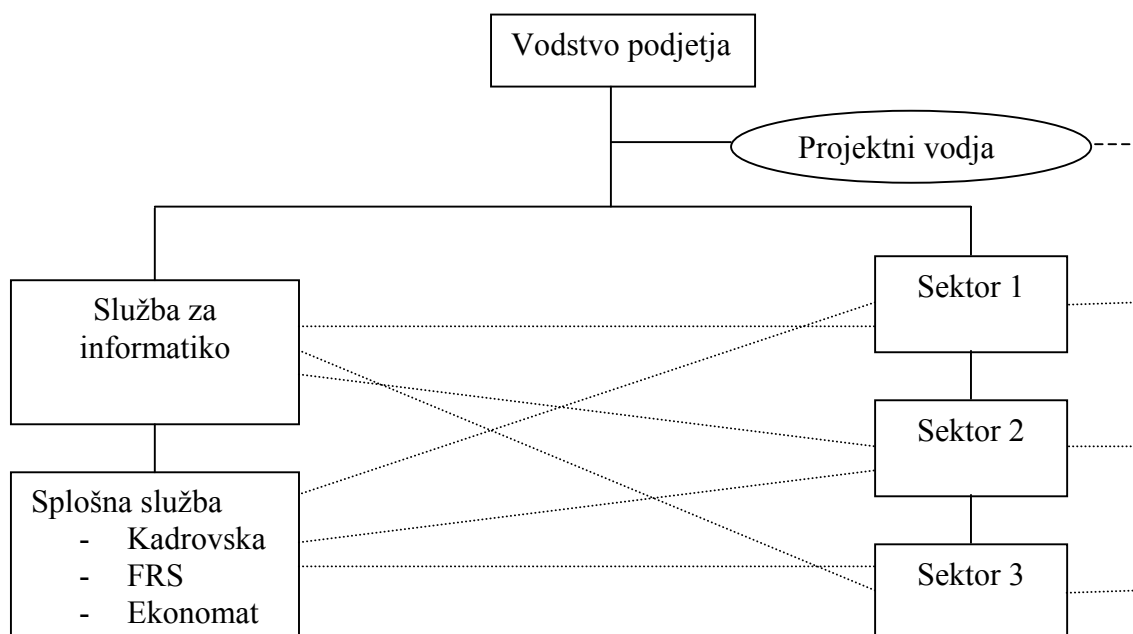 Vodstvo podjetja
Projektni vodja
Služba za
informatiko
Sektor 1
Sektor 2
Splošna služba
- Kadrovska
- FRS
- Ekonomat
Sektor 3